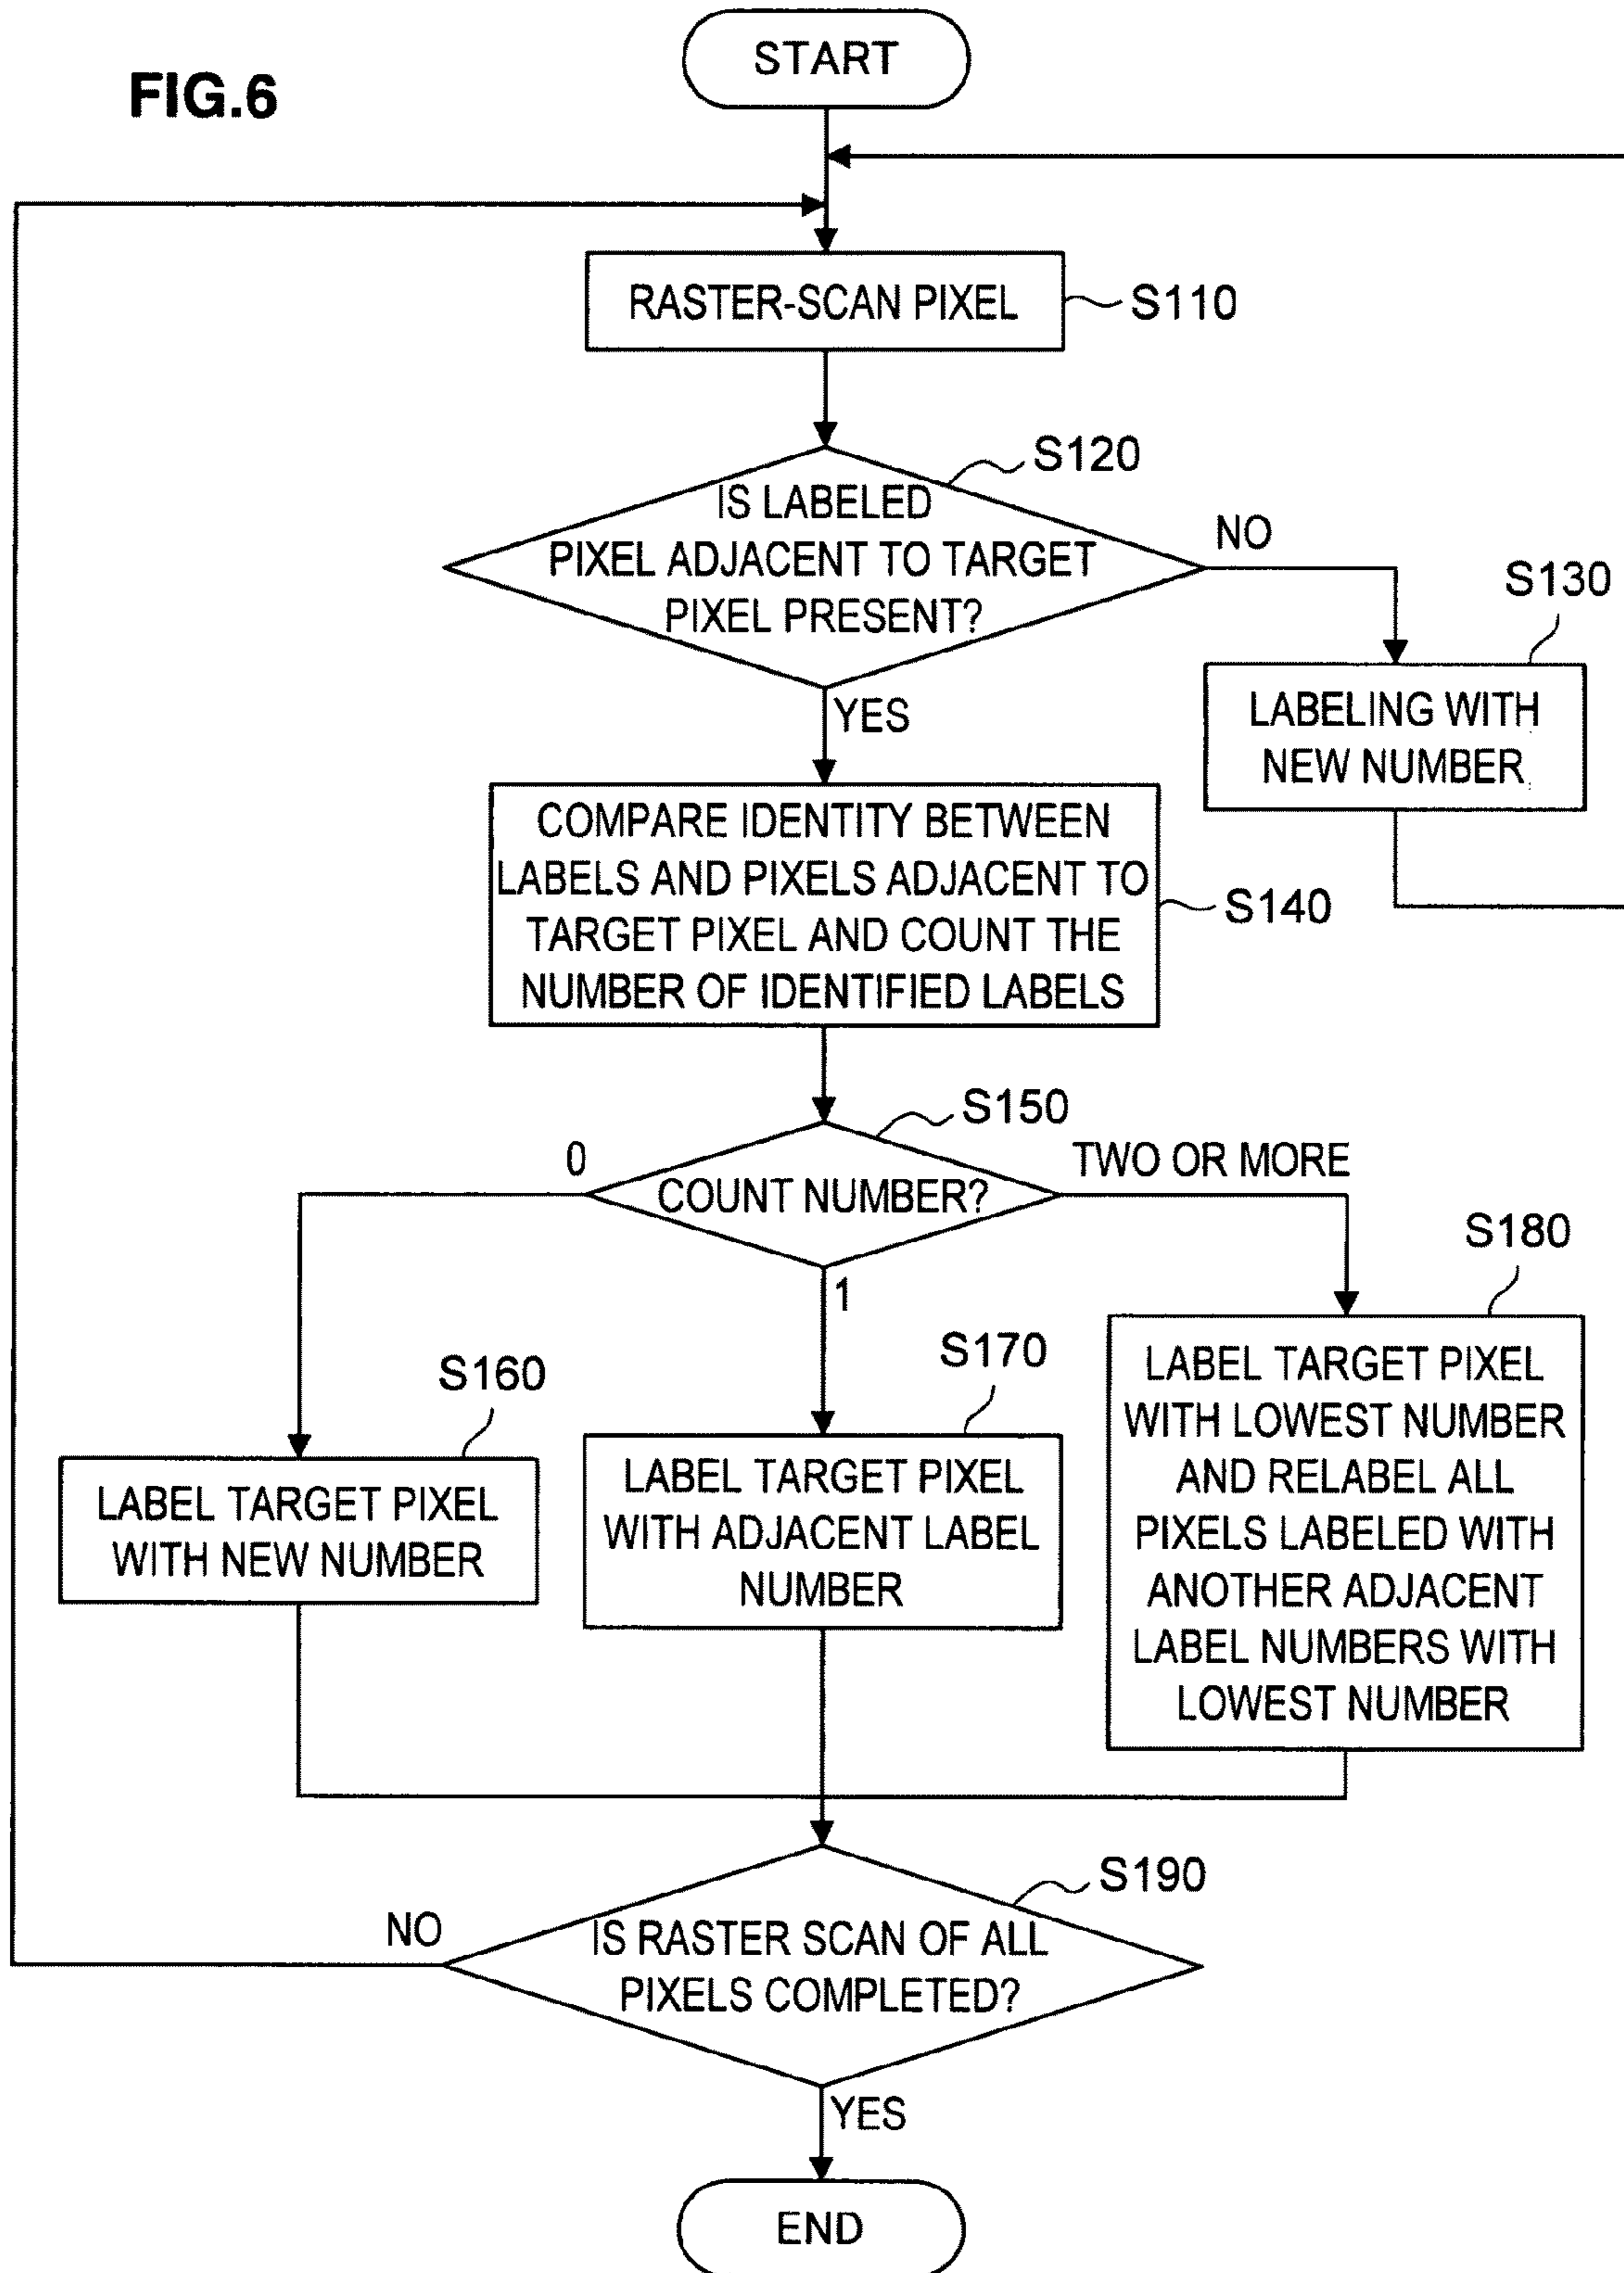 FIG.6
START
RASTER-SCAN PIXEL
S110
S120
IS LABELED
PIXEL ADJACENT TO TARGET
PIXEL PRESENT?
NO
S130
LABELING WITH
NEW NUMBER
YES
COMPARE IDENTITY BETWEEN
LABELS AND PIXELS ADJACENT TO
TARGET PIXEL AND COUNT THE
NUMBER OF IDENTIFIED LABELS
S140
S150
COUNT NUMBER?
0
1
TWO OR MORE
S160
LABEL TARGET PIXEL
WITH NEW NUMBER
S170
LABEL TARGET PIXEL
WITH ADJACENT LABEL
NUMBER
S180
LABEL TARGET PIXEL
WITH LOWEST NUMBER
AND RELABEL ALL
PIXELS LABELED WITH
ANOTHER ADJACENT
LABEL NUMBERS WITH
LOWEST NUMBER
S190
IS RASTER SCAN OF ALL
PIXELS COMPLETED?
NO
YES
END